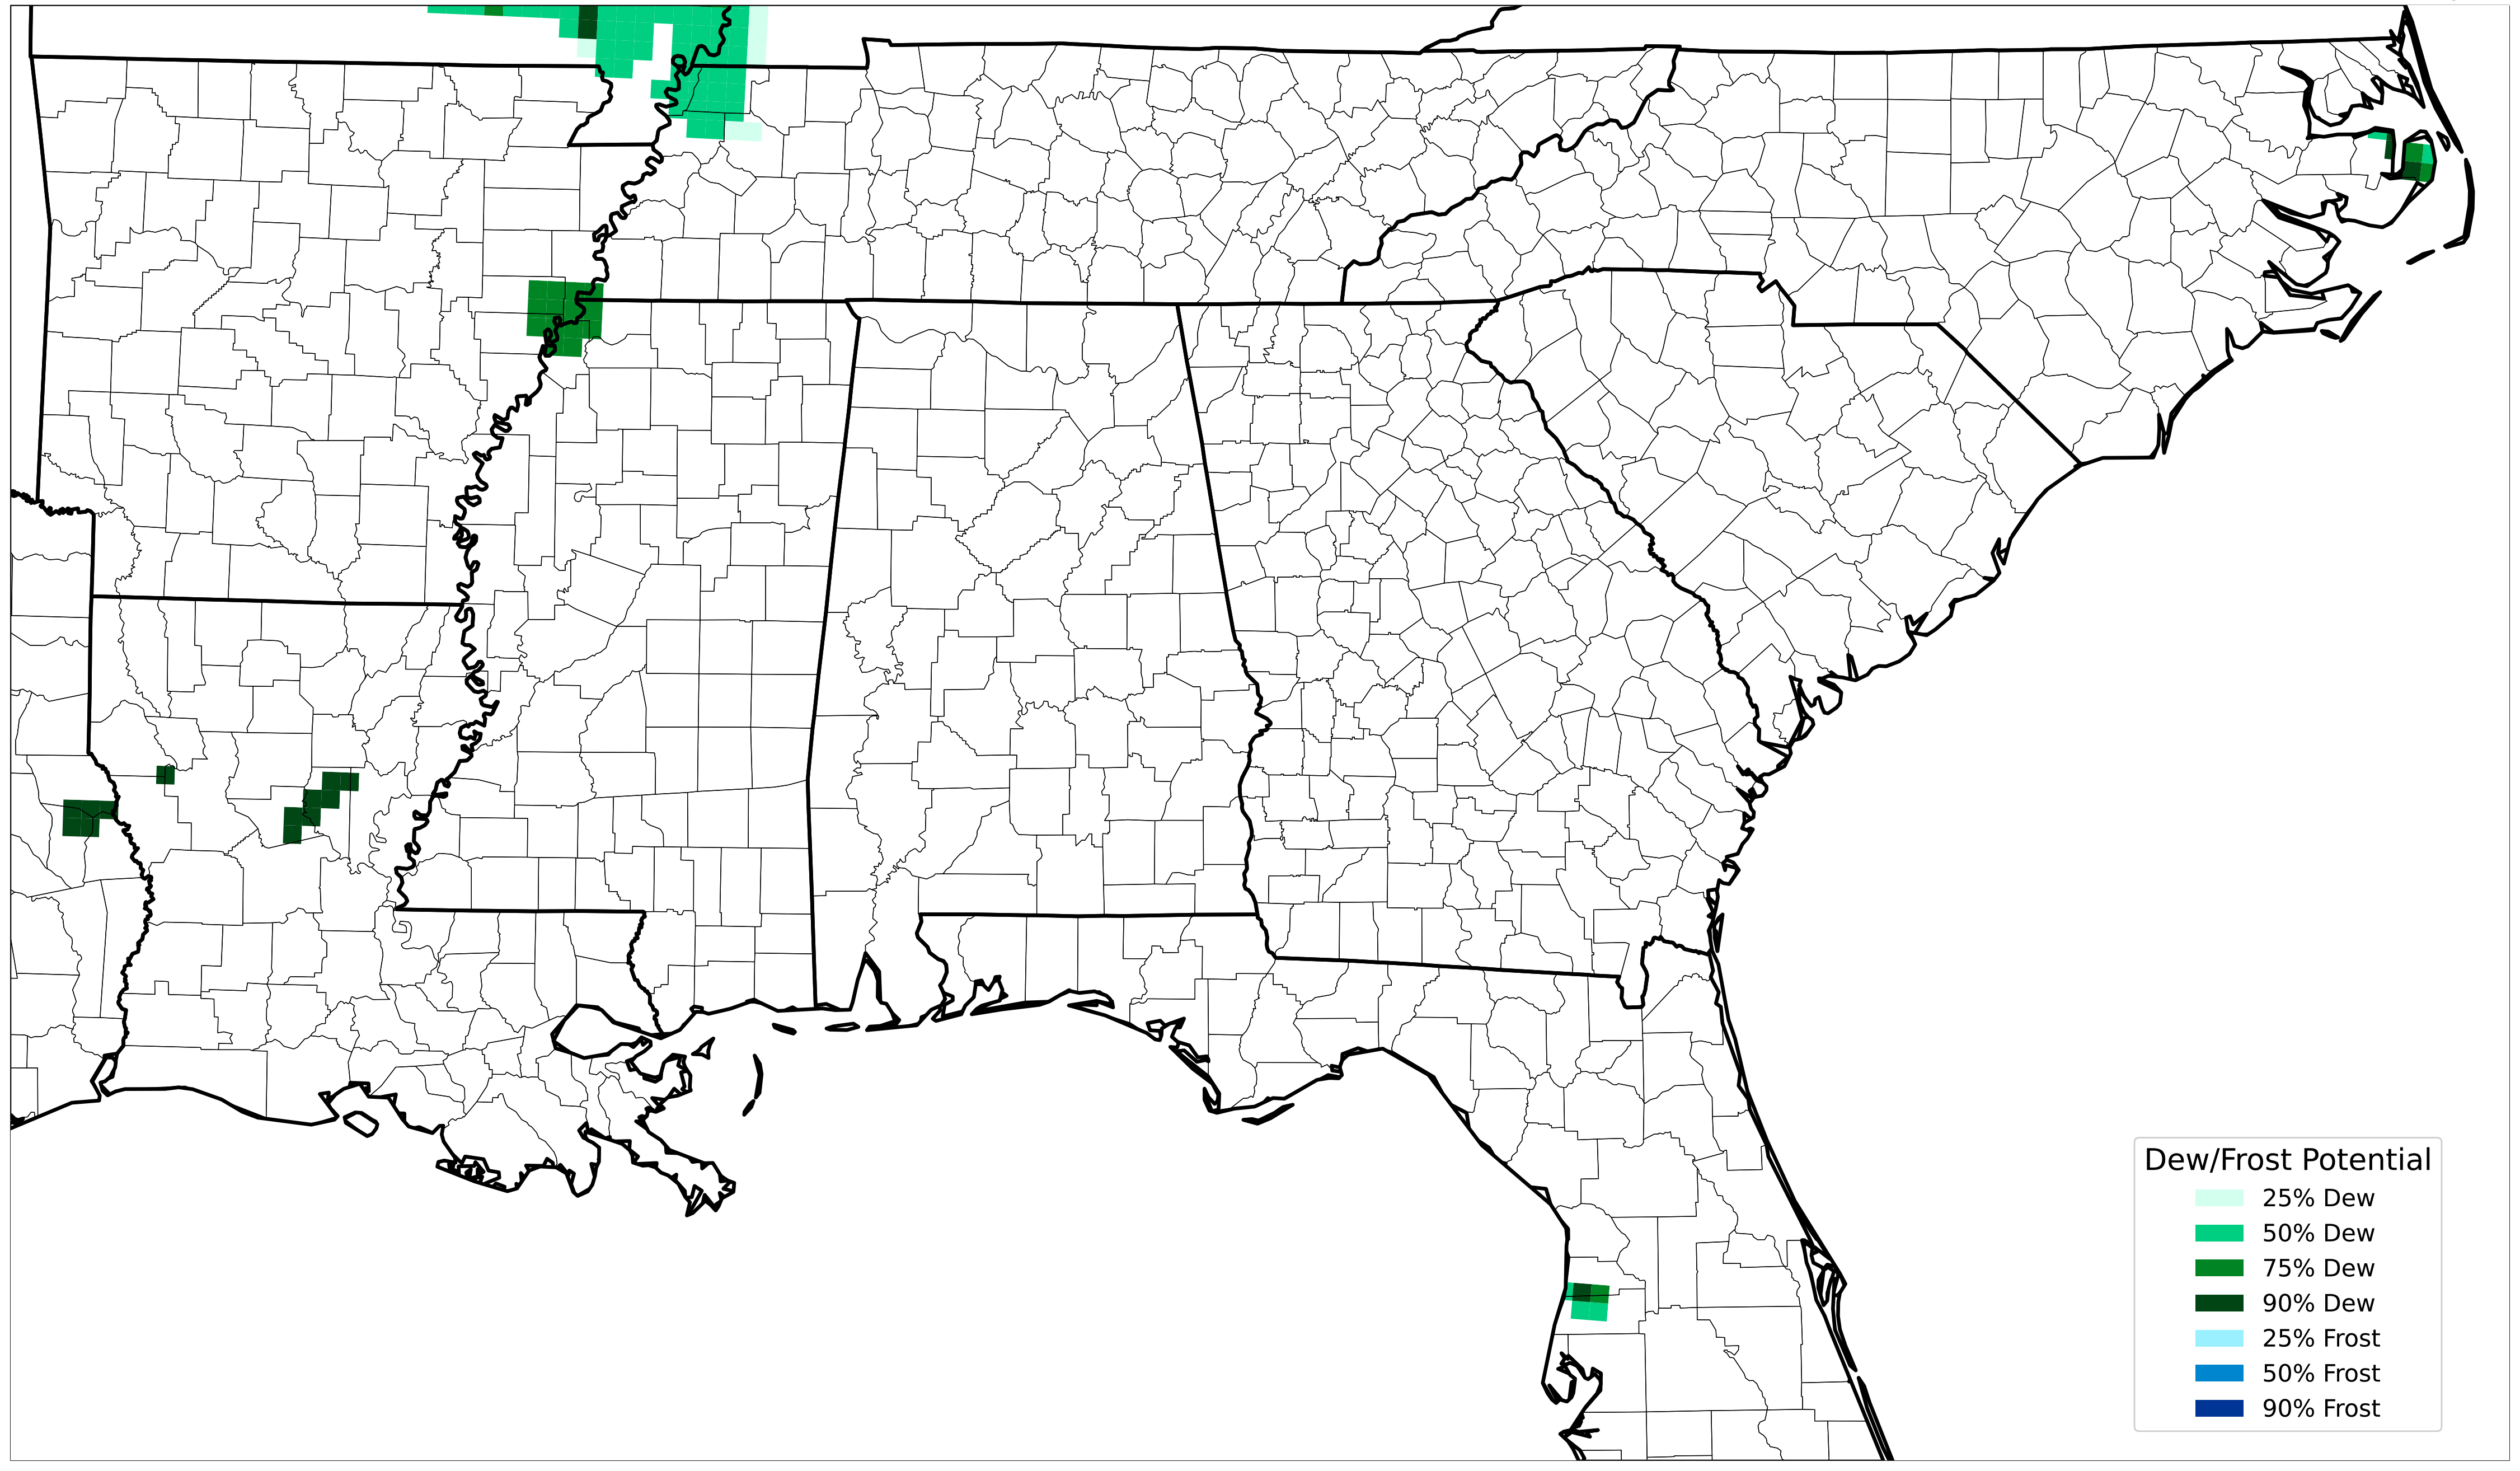 Dew/Frost Potential
25% Dew
50% Dew
75% Dew
90% Dew
25% Frost
50% Frost
90% Frost